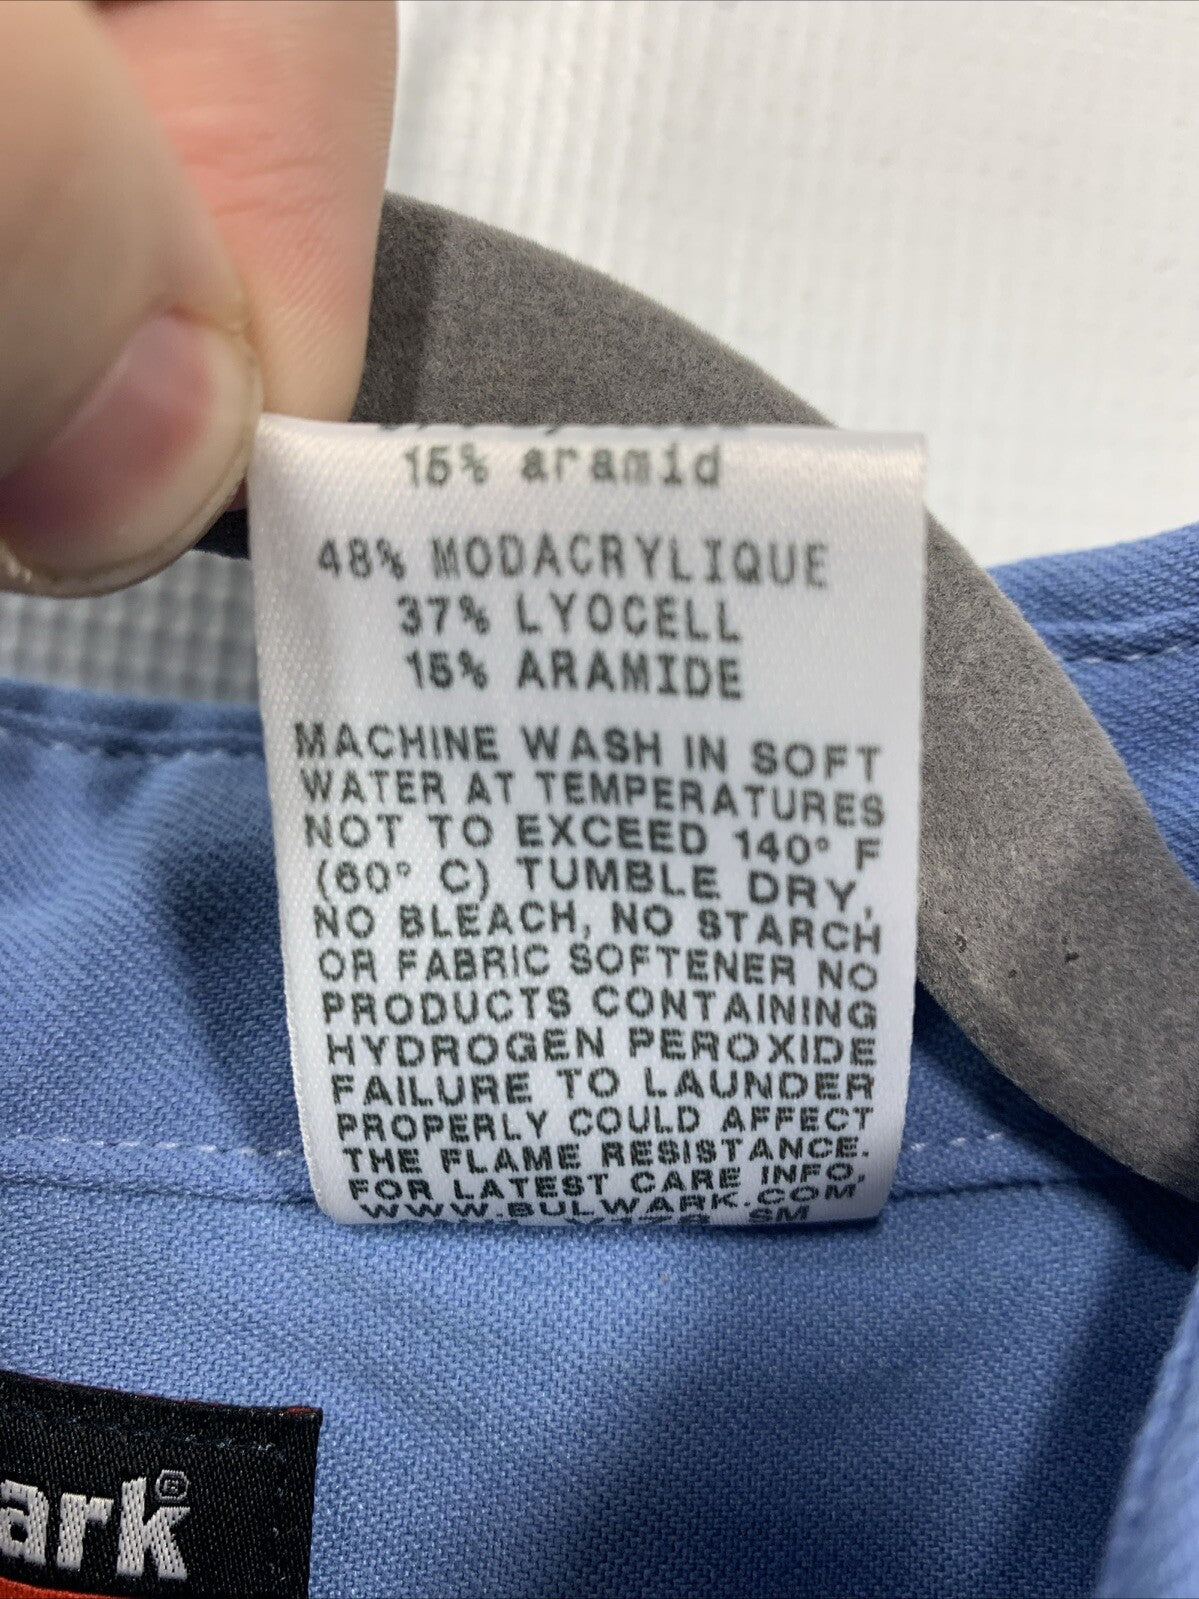 15% aramid
48% MODACRYLIQUE
37% LYOCELL
15% ARAMIDE
MACHINE WASH IN SOFT
WATER AT TEMPERATURES
NOT TO EXCEED 140° F
(60° C) TUMBLE DRY,
NO BLEACH, NO STARCH
OR FABRIC SOFTENER NO
PRODUCTS CONTAINING
HYDROGEN PEROXIDE
FAILURE TO LAUNDER
PROPERLY COULD AFFECT
THE FLAME RESISTANCE.
FOR LATEST CARE INFO,
WWW.BULWARK.COM
SM
ark®